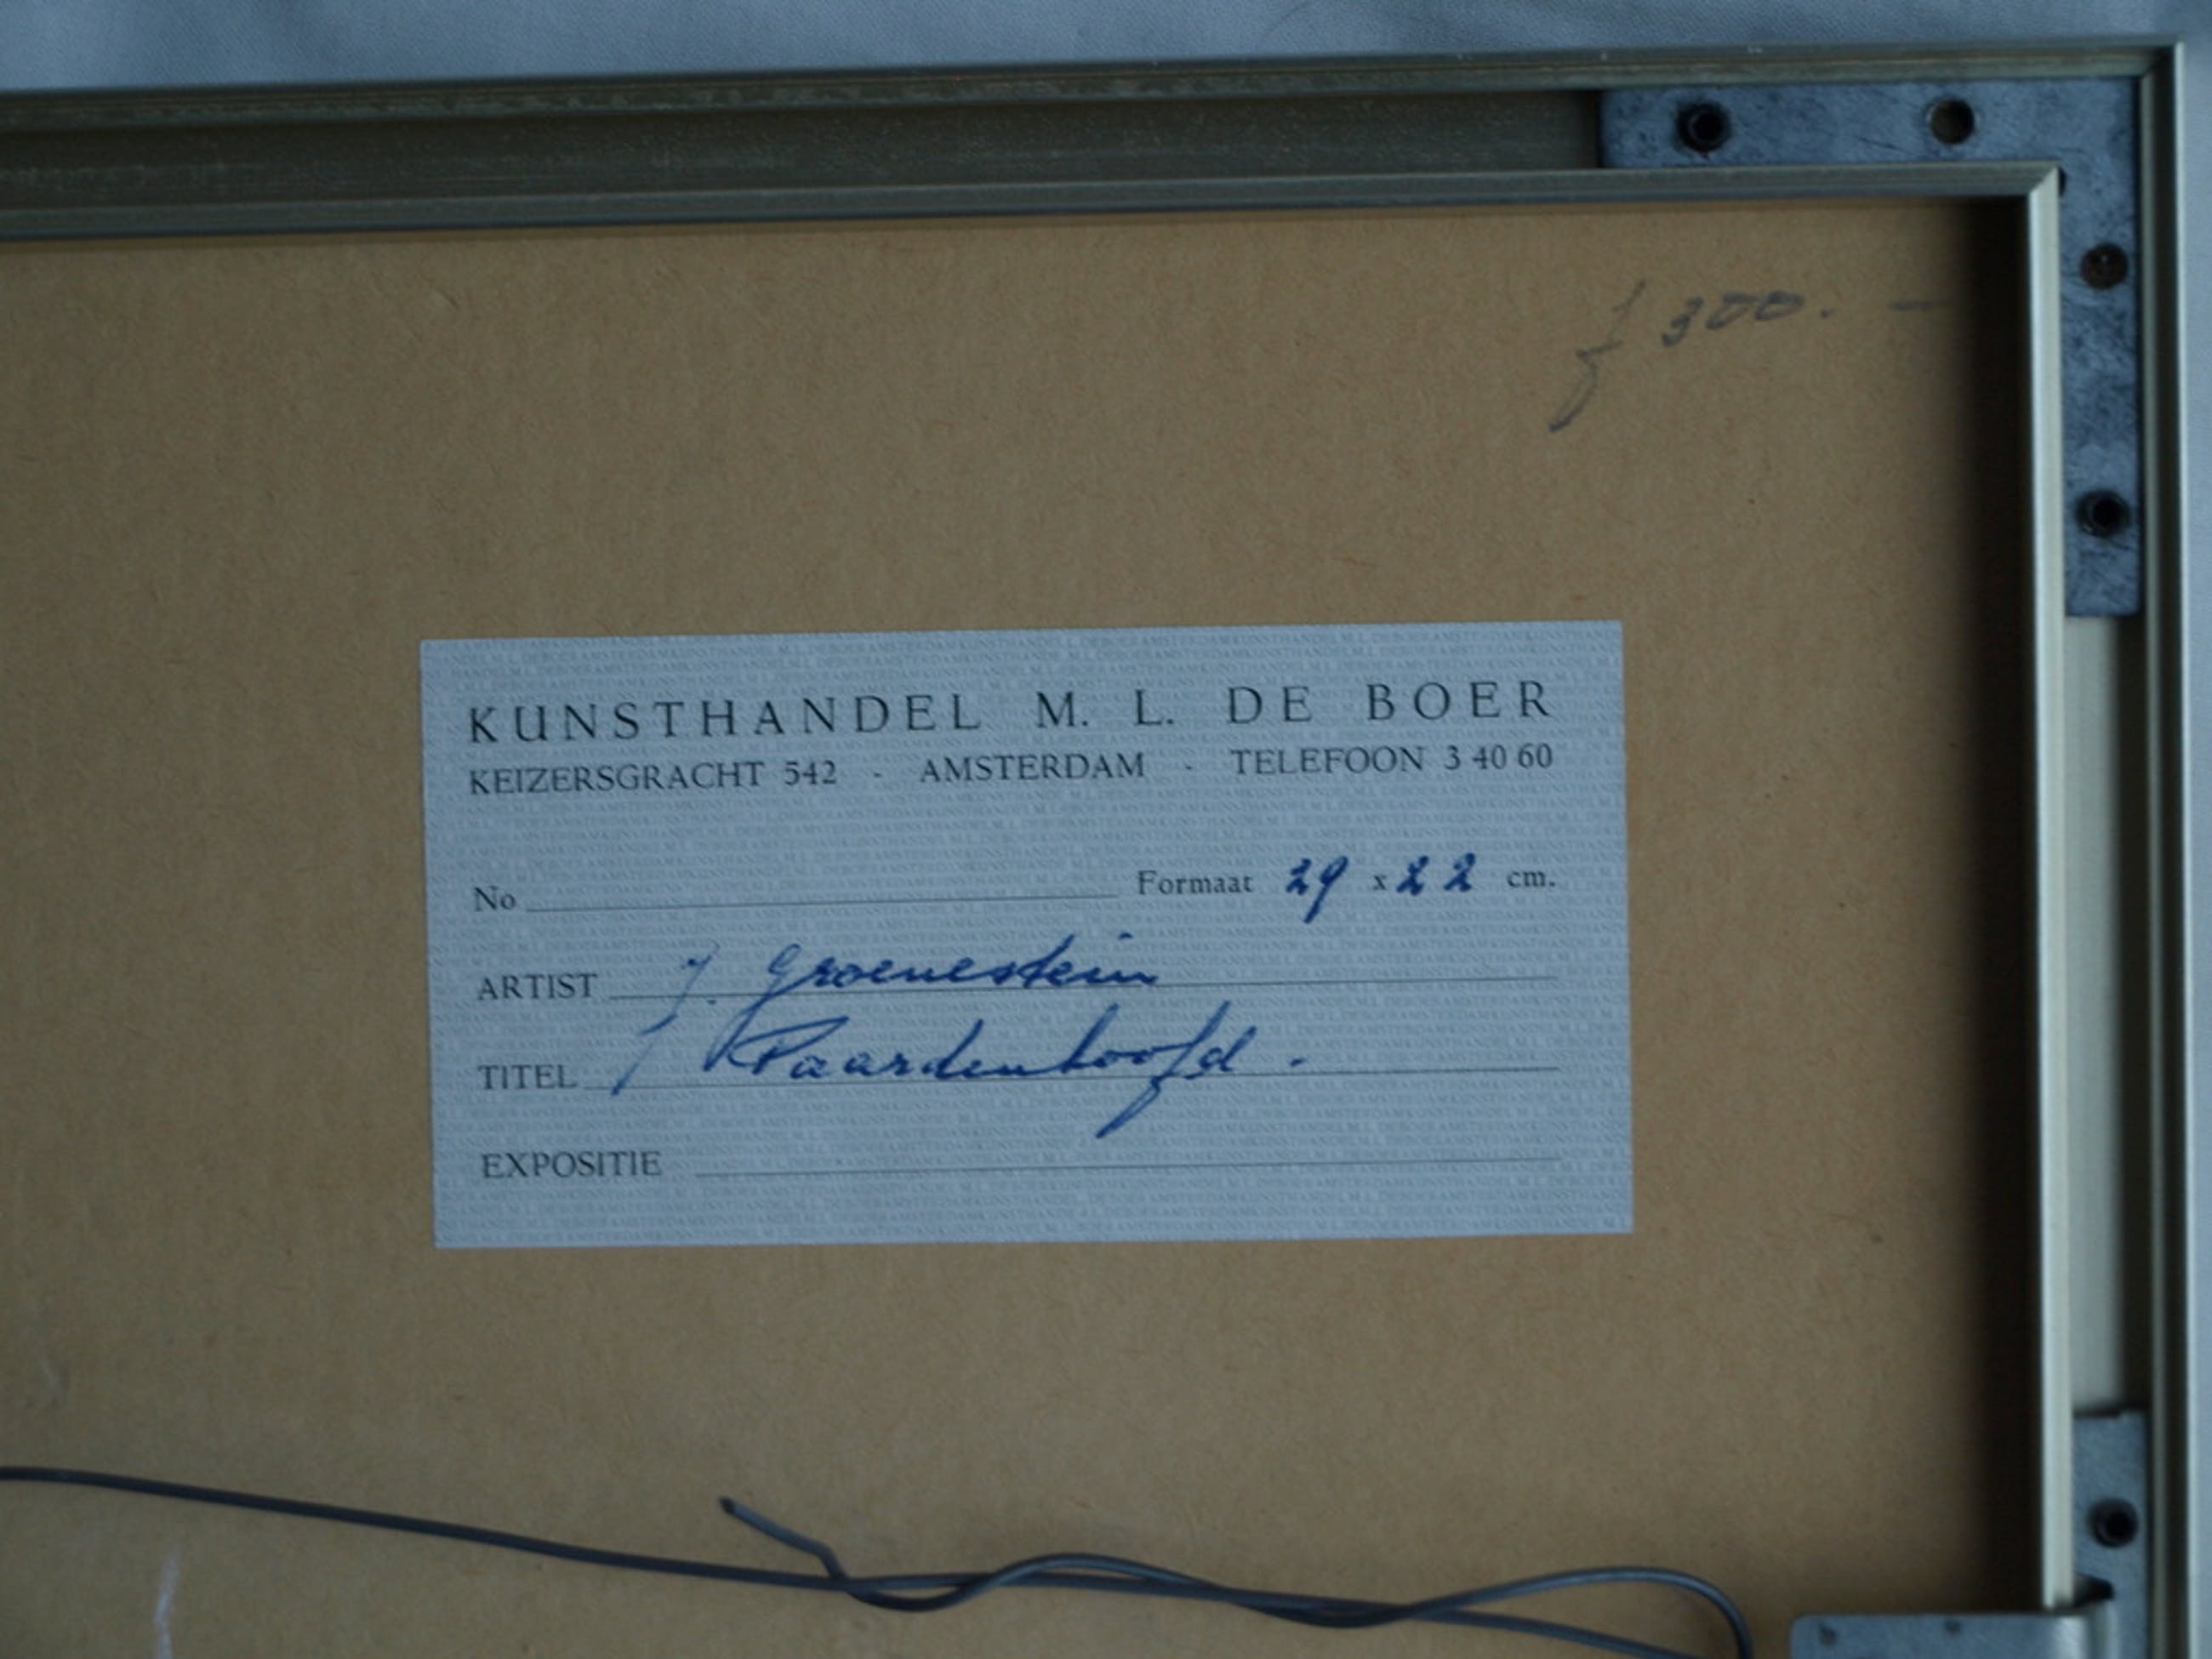 f 300. -
KUNSTHANDEL M. L. DE BOER
KEIZERSGRACHT 542 - AMSTERDAM - TELEFOON 3 40 60
No Formaat 29 x 22 cm.
ARTIST J. Groenestein
TITEL Paardenhoofd.
EXPOSITIE